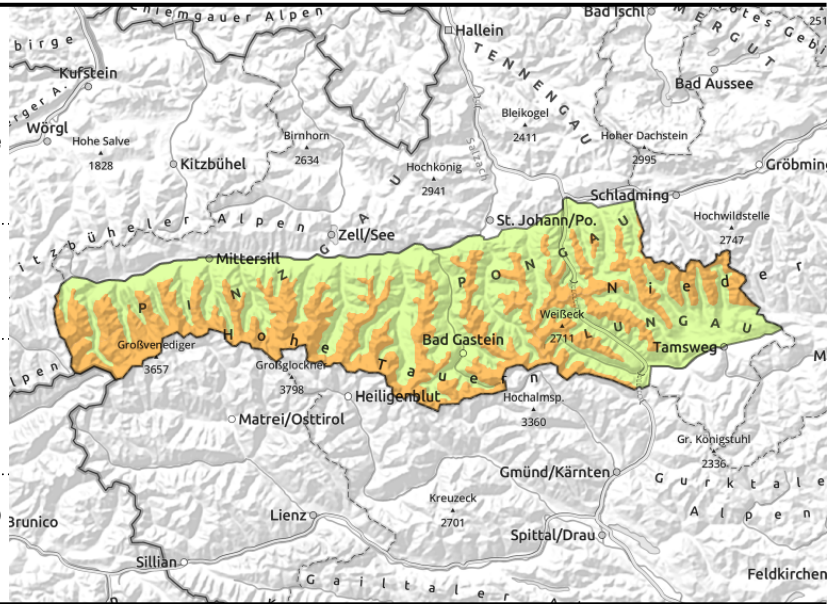 Chiemgauer Alpen
Bad Ischl
Hallein
Kufstein
TENNENGAU
Bad Aussee
Wörgl
Hohe Salve
1828
Kitzbühel
Birnhorn
2634
Bleikogel
2411
Hoher Dachstein
2995
Salzach
Hochkönig
2941
Gröbming
Schladming
St. Johann/Po.
Hochwildstelle
2747
Zell/See
Mittersill
PINZGAU
PONGAU
Nieder
Weißeck
2711
LUNGAU
Großvenediger
3657
Hohe Tauern
Bad Gastein
Tamsweg
Großglockner
3798
Heiligenblut
Hochalmsp.
3360
Matrei/Osttirol
Gr. Königstuhl
2336
Gmünd/Kärnten
Gurktale
Alpen
Kreuzeck
2701
Brunico
Lienz
Spittal/Drau
Sillian
Feldkirchen
Gailtaler